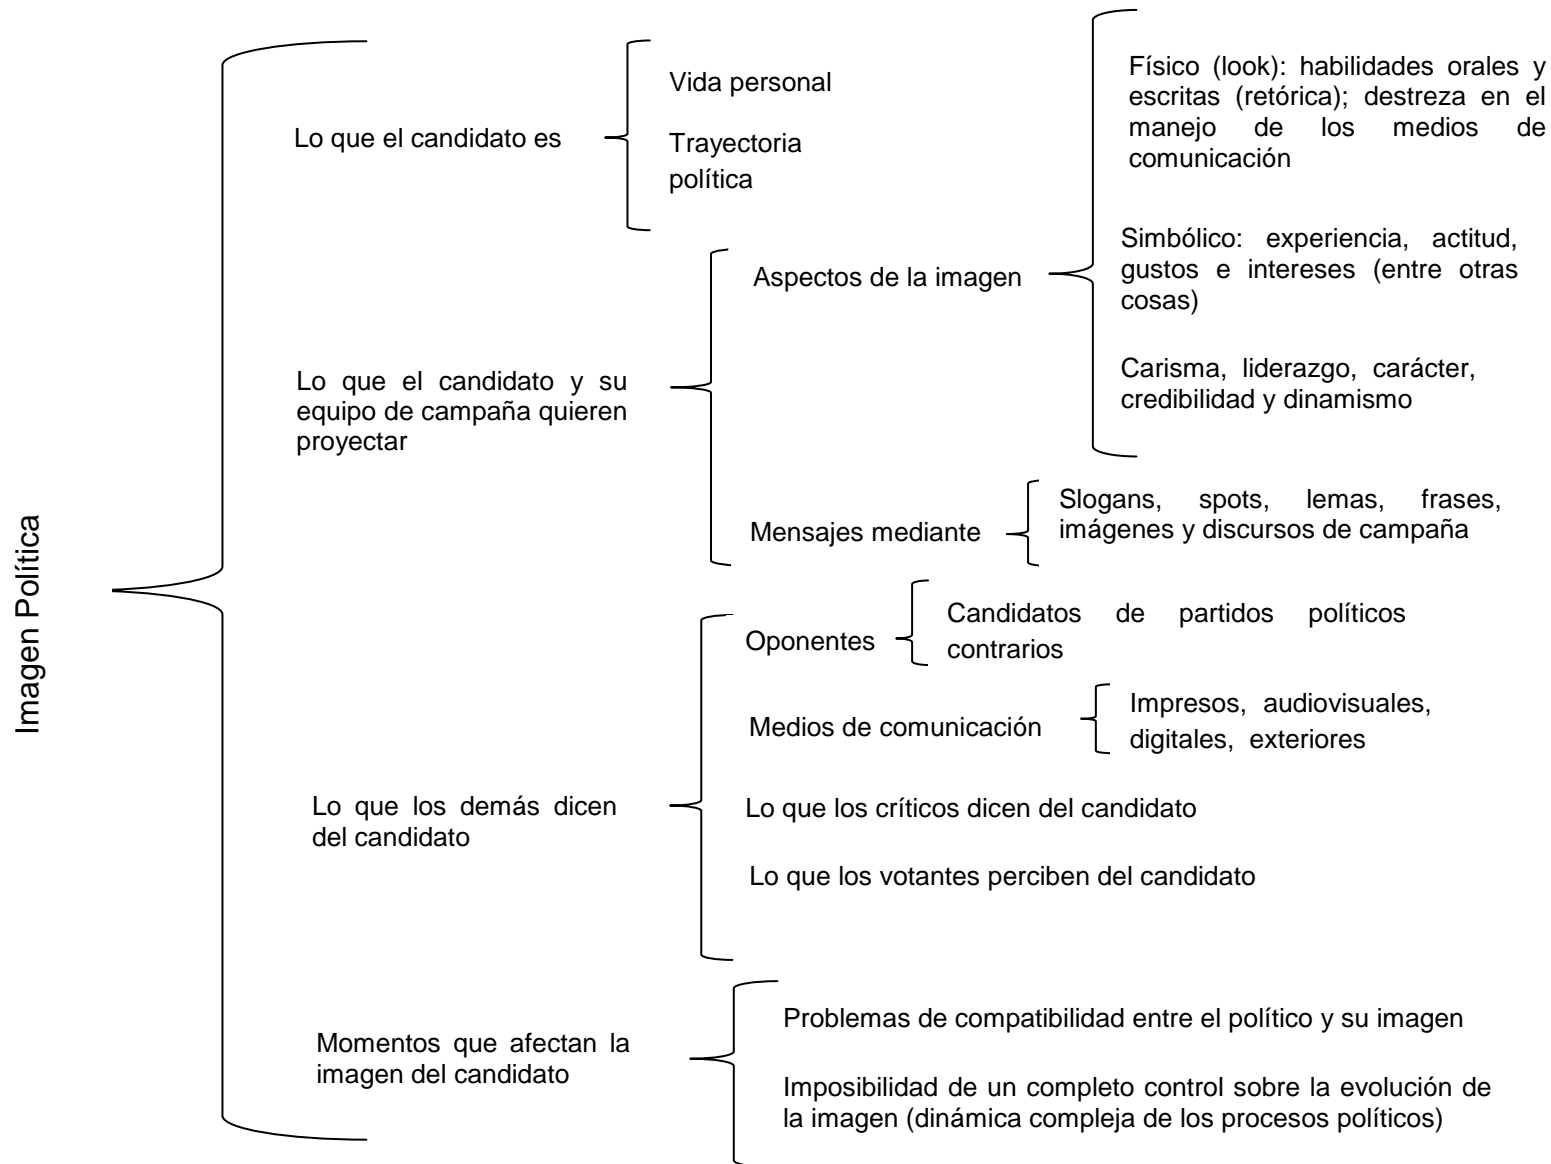 Imagen Política
Lo que el candidato es
Vida personal
Trayectoria
política
Lo que el candidato y su
equipo de campaña quieren
proyectar
Aspectos de la imagen
Físico (look): habilidades orales y
escritas (retórica); destreza en el
manejo de los medios de
comunicación
Simbólico: experiencia, actitud,
gustos e intereses (entre otras
cosas)
Carisma, liderazgo, carácter,
credibilidad y dinamismo
Mensajes mediante
Slogans, spots, lemas, frases,
imágenes y discursos de campaña
Lo que los demás dicen
del candidato
Oponentes
Candidatos de partidos políticos
contrarios
Medios de comunicación
Impresos, audiovisuales,
digitales, exteriores
Lo que los críticos dicen del candidato
Lo que los votantes perciben del candidato
Momentos que afectan la
imagen del candidato
Problemas de compatibilidad entre el político y su imagen
Imposibilidad de un completo control sobre la evolución de
la imagen (dinámica compleja de los procesos políticos)